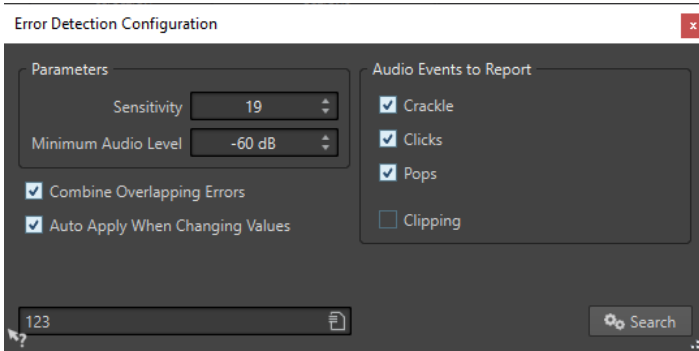 Error Detection Configuration
x
Parameters
Sensitivity 19
Minimum Audio Level -60 dB
Combine Overlapping Errors
Auto Apply When Changing Values
Audio Events to Report
Crackle
Clicks
Pops
Clipping
123
?
Search